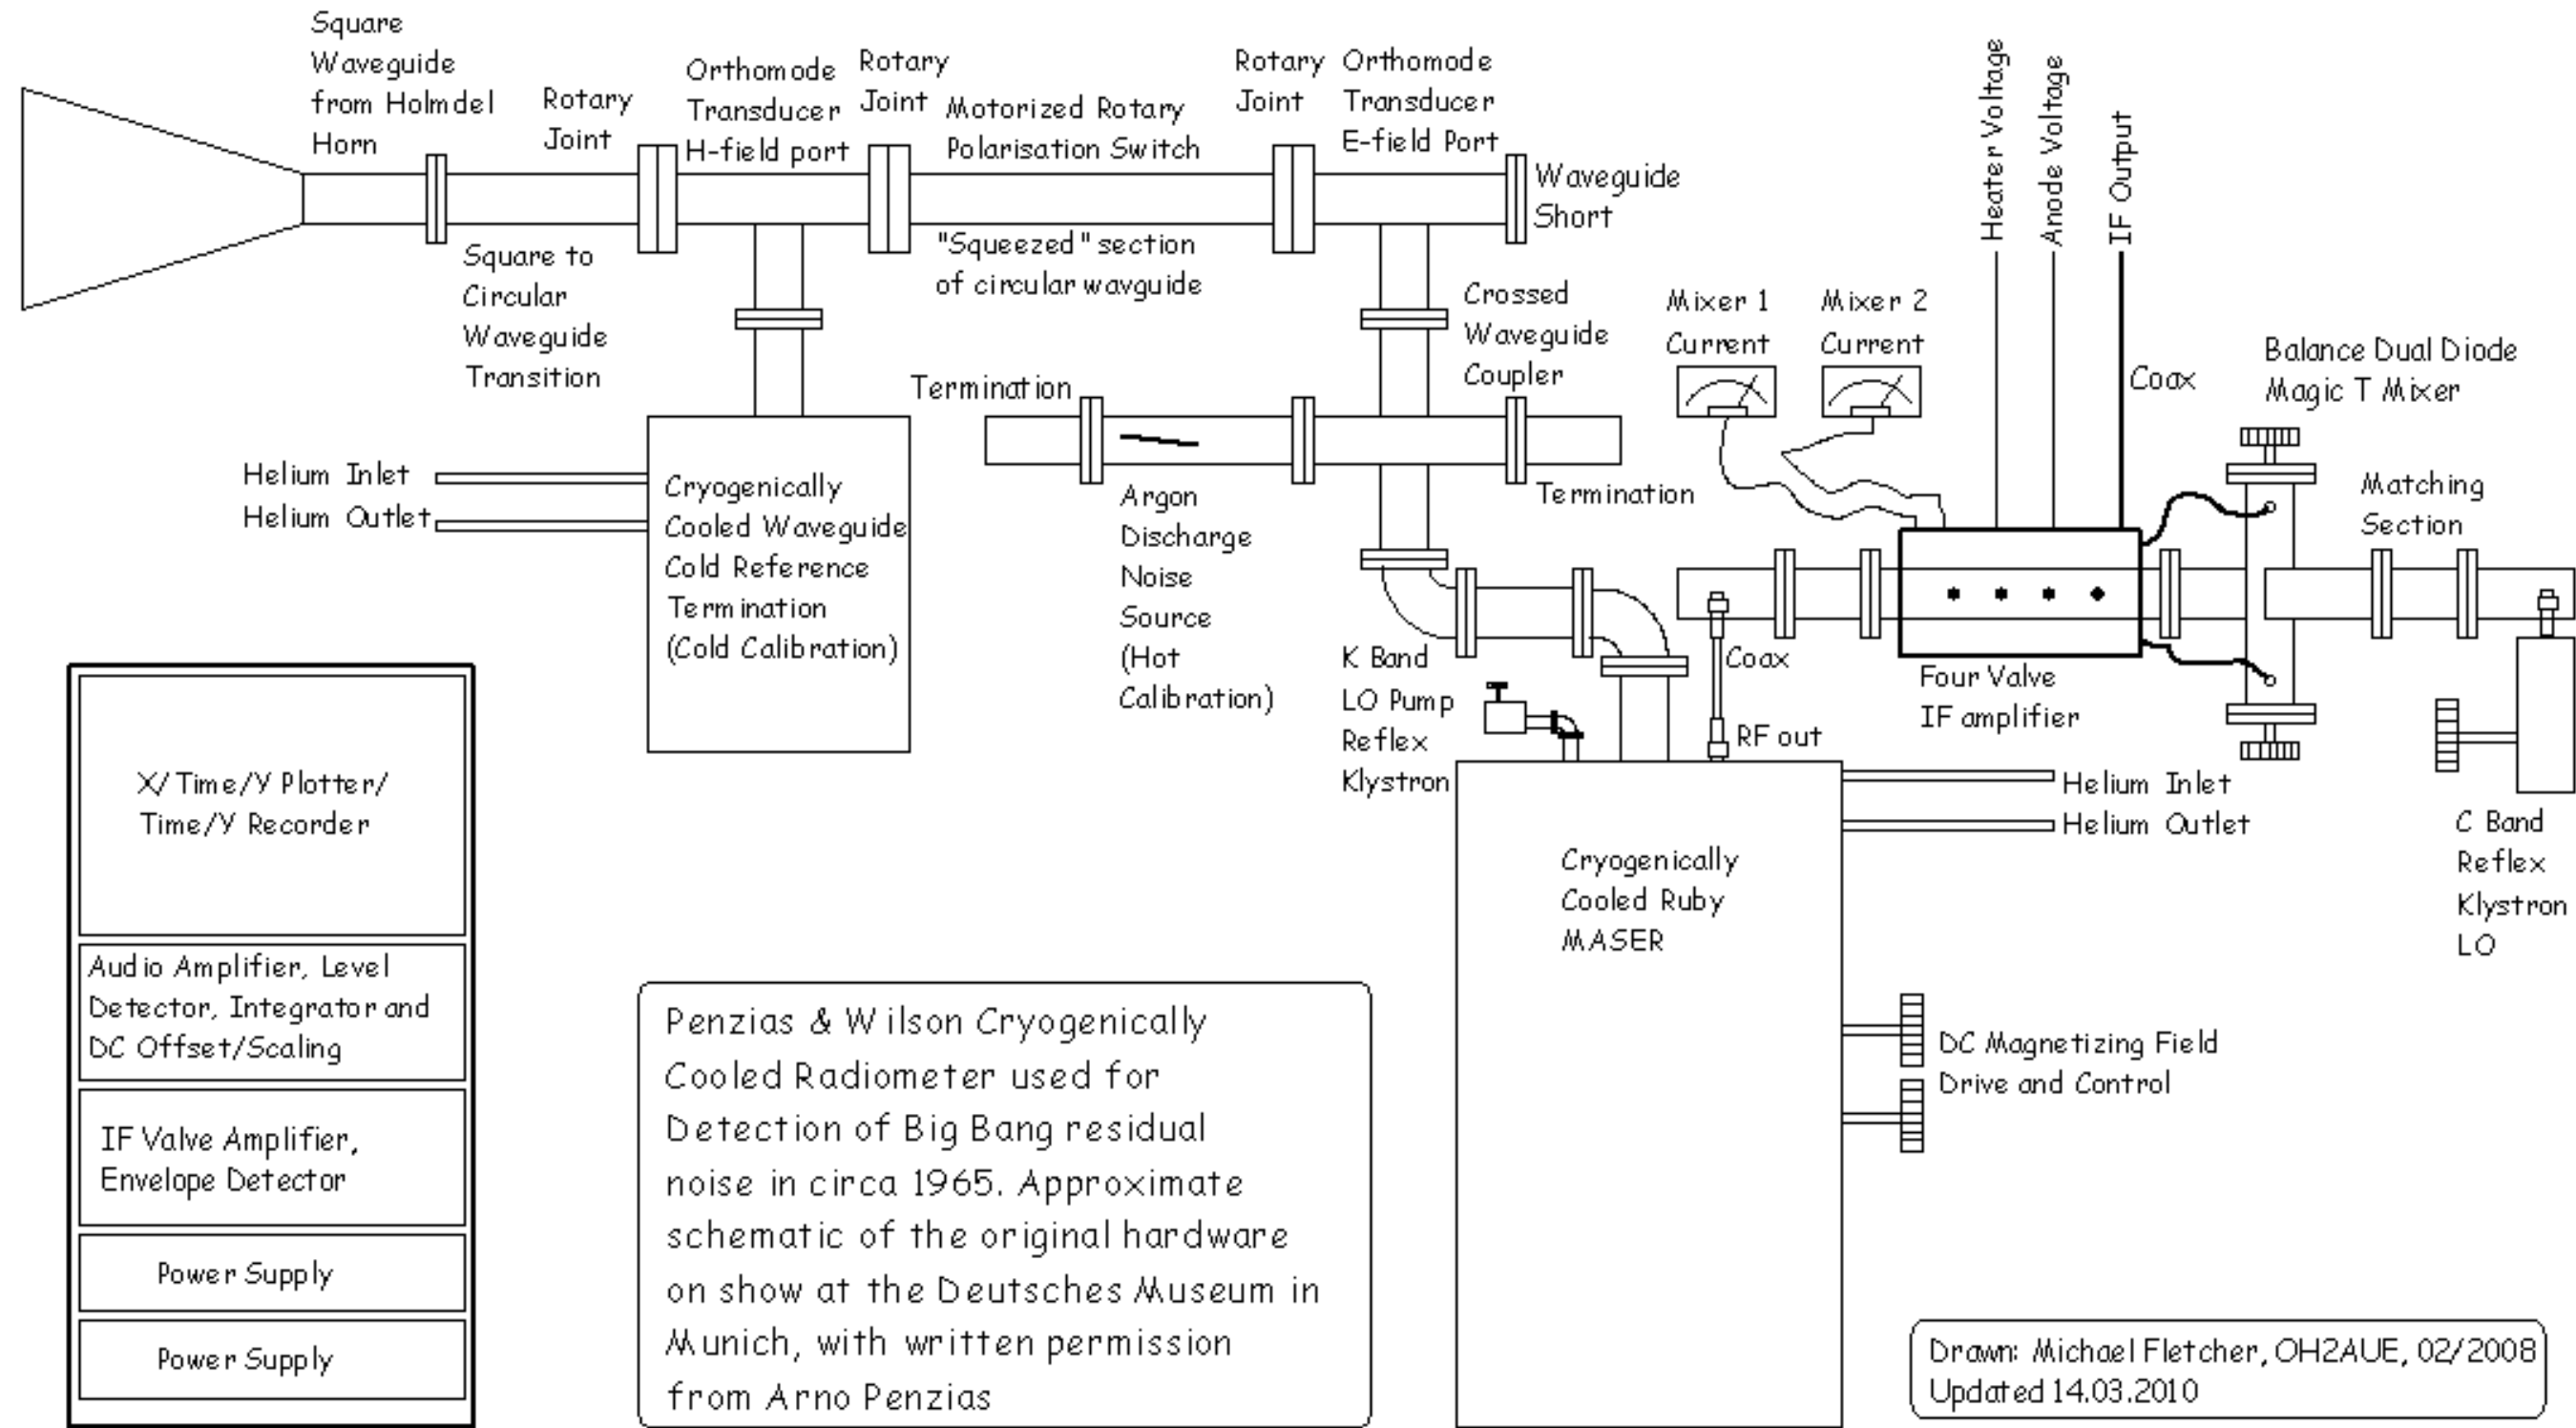 Square
Waveguide
from Holmdel
Horn
Rotary
Joint
Orthomode
Transducer
H-field port
Rotary
Joint
Motorized Rotary
Polarisation Switch
Rotary
Joint
Orthomode
Transducer
E-field Port
Waveguide
Short
Heater Voltage
Anode Voltage
IF Output
Square to
Circular
Waveguide
Transition
"Squeezed" section
of circular wavguide
Crossed
Waveguide
Coupler
Mixer 1
Current
Mixer 2
Current
Coax
Balance Dual Diode
Magic T Mixer
Termination
Helium Inlet
Helium Outlet
Cryogenically
Cooled Waveguide
Cold Reference
Termination
(Cold Calibration)
Argon
Discharge
Noise
Source
(Hot
Calibration)
Termination
Matching
Section
K Band
LO Pump
Reflex
Klystron
Coax
RF out
Four Valve
IF amplifier
Helium Inlet
Helium Outlet
C Band
Reflex
Klystron
LO
Cryogenically
Cooled Ruby
MASER
DC Magnetizing Field
Drive and Control
X/Time/Y Plotter/
Time/Y Recorder
Audio Amplifier, Level
Detector, Integrator and
DC Offset/Scaling
IF Valve Amplifier,
Envelope Detector
Power Supply
Power Supply
Penzias & Wilson Cryogenically
Cooled Radiometer used for
Detection of Big Bang residual
noise in circa 1965. Approximate
schematic of the original hardware
on show at the Deutsches Museum in
Munich, with written permission
from Arno Penzias
Drawn: Michael Fletcher, OH2AUE, 02/2008
Updated 14.03.2010